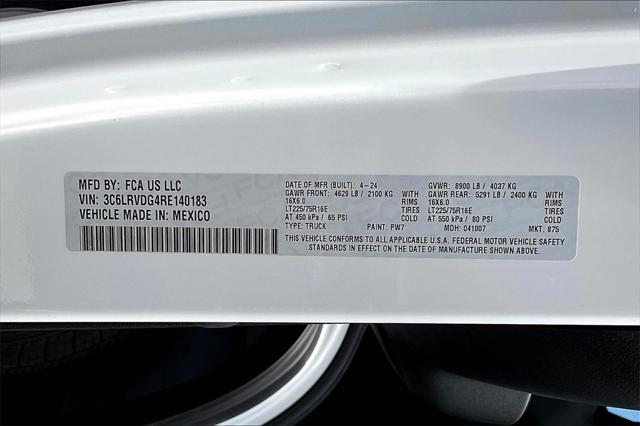 MFD BY: FCA US LLC
VIN: 3C6LRVDG4RE140183
VEHICLE MADE IN: MEXICO
DATE OF MFR (BUILT): 4-24
GAWR FRONT: 4629 LB / 2100 KG WITH
16X6.0 RIMS
LT225/75R16E TIRES
AT 450 kPa / 65 PSI COLD
TYPE: TRUCK PAINT: PW7
GVWR: 8900 LB / 4037 KG
GAWR REAR: 5291 LB / 2400 KG WITH
16X6.0 RIMS
LT225/75R16E TIRES
AT 550 kPa / 80 PSI COLD
MDH: 041007 MKT: 875
THIS VEHICLE CONFORMS TO ALL APPLICABLE U.S.A. FEDERAL MOTOR VEHICLE SAFETY
STANDARDS IN EFFECT ON THE DATE OF MANUFACTURE SHOWN ABOVE.